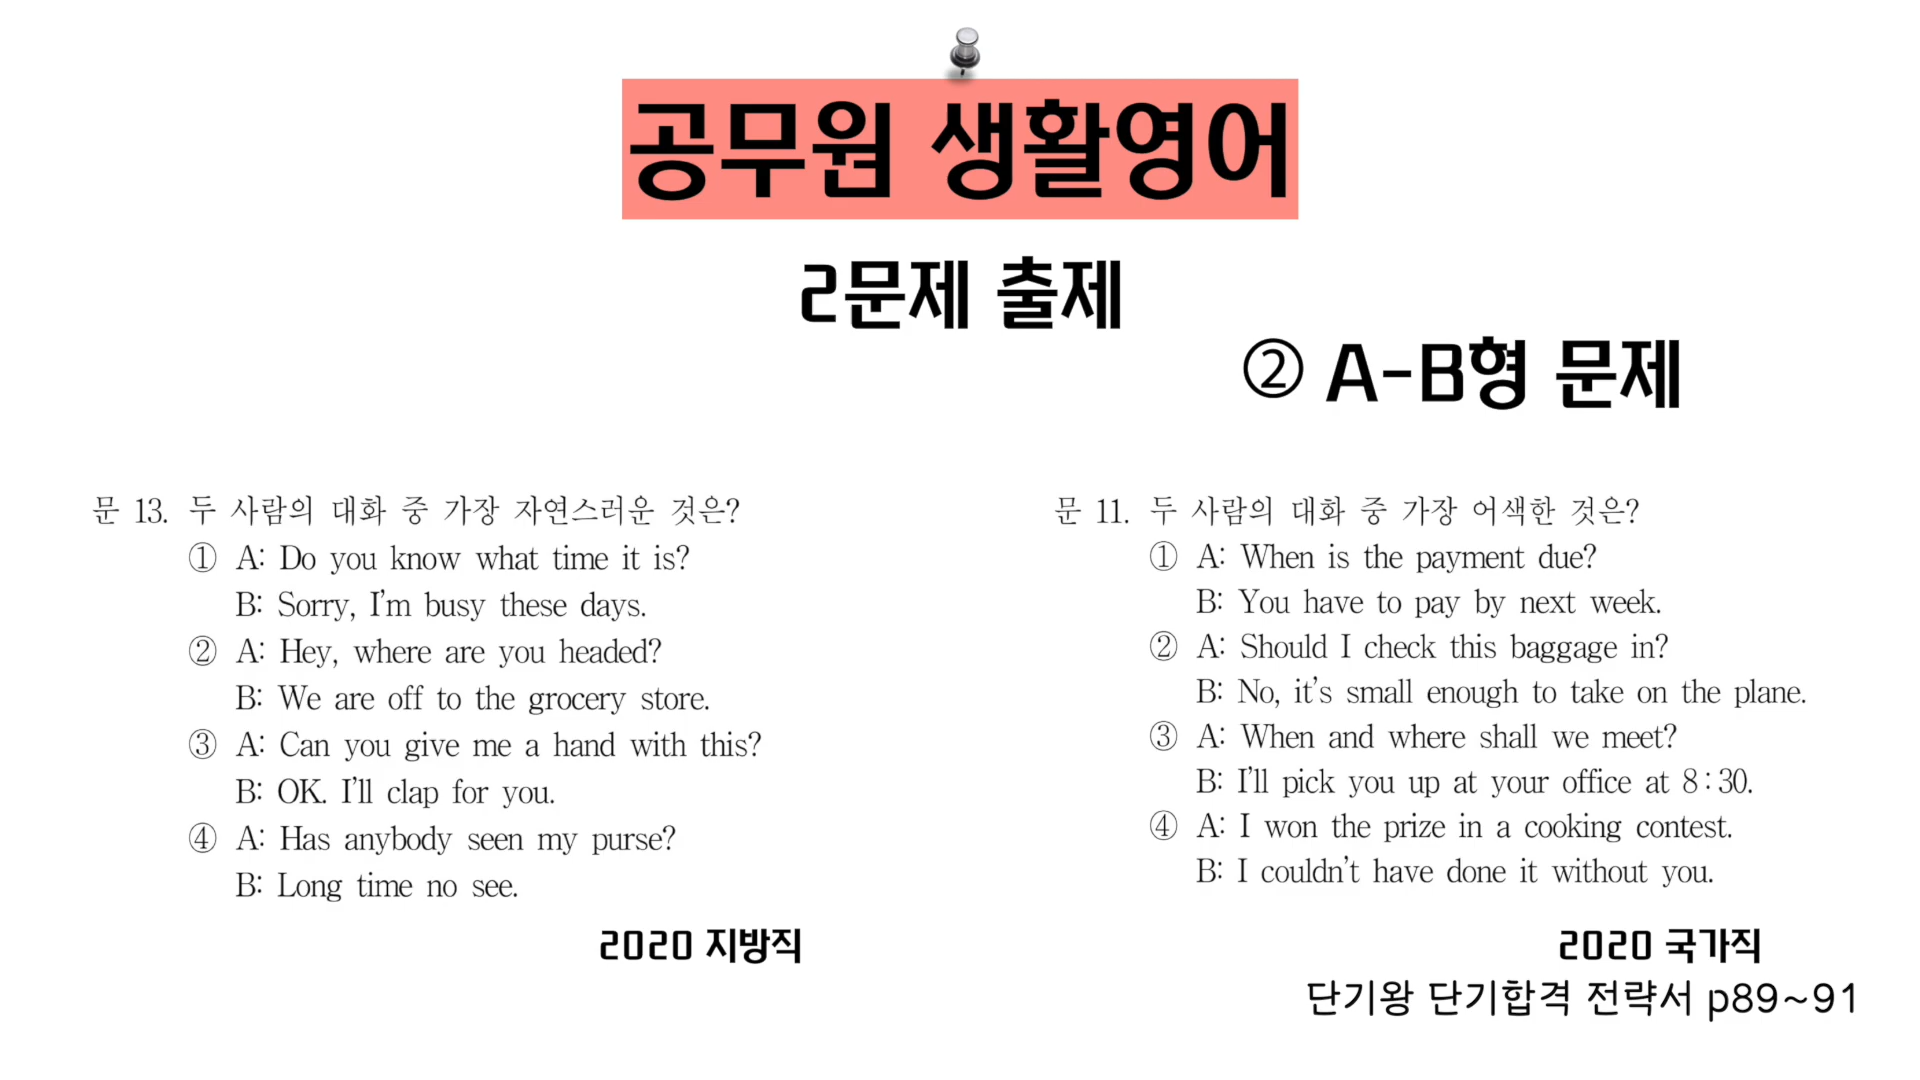 공무원 생활영어
2문제 출제
② A-B형 문제
문 13. 두 사람의 대화 중 가장 자연스러운 것은?
① A: Do you know what time it is?
B: Sorry, I'm busy these days.
② A: Hey, where are you headed?
B: We are off to the grocery store.
③ A: Can you give me a hand with this?
B: OK. I'll clap for you.
④ A: Has anybody seen my purse?
B: Long time no see.
2020 지방직
문 11. 두 사람의 대화 중 가장 어색한 것은?
① A: When is the payment due?
B: You have to pay by next week.
② A: Should I check this baggage in?
B: No, it's small enough to take on the plane.
③ A: When and where shall we meet?
B: I'll pick you up at your office at 8:30.
④ A: I won the prize in a cooking contest.
B: I couldn't have done it without you.
2020 국가직
단기왕 단기합격 전략서 p89~91